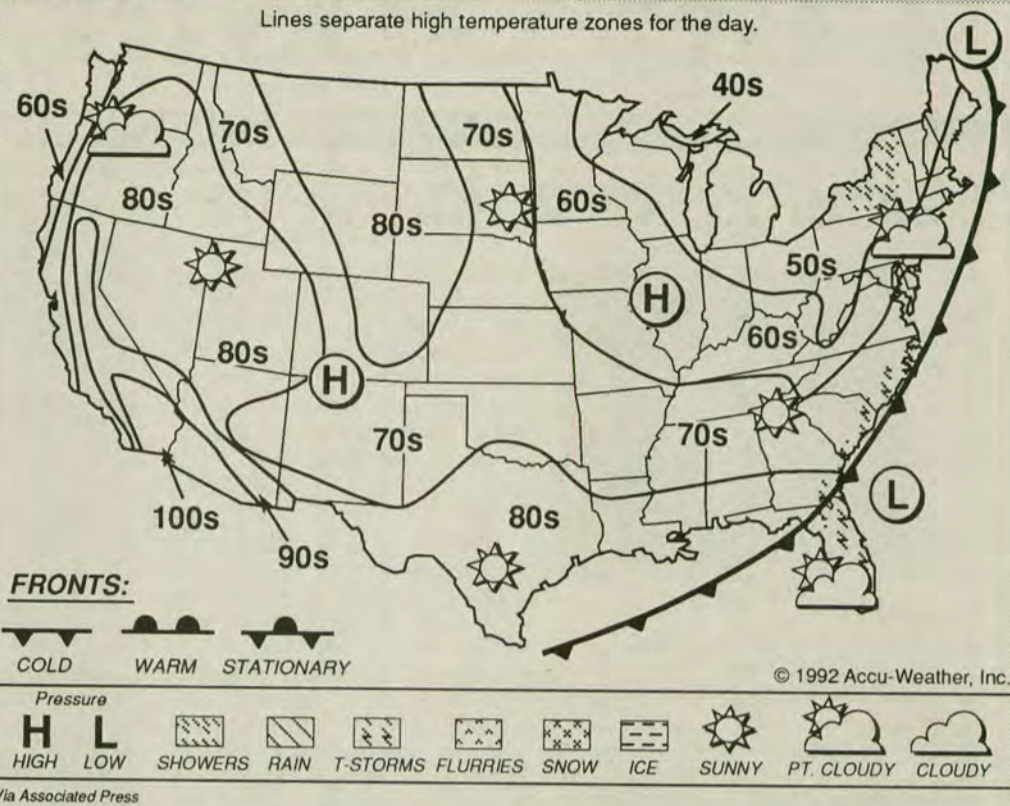 Lines separate high temperature zones for the day.
L
60s
40s
70s
70s
80s
60s
80s
50s
H
80s
60s
H
70s
70s
L
100s
80s
90s
FRONTS:
COLD WARM STATIONARY
© 1992 Accu-Weather, Inc.
Pressure
H L
HIGH LOW SHOWERS RAIN T-STORMS FLURRIES SNOW ICE SUNNY PT. CLOUDY CLOUDY
Via Associated Press